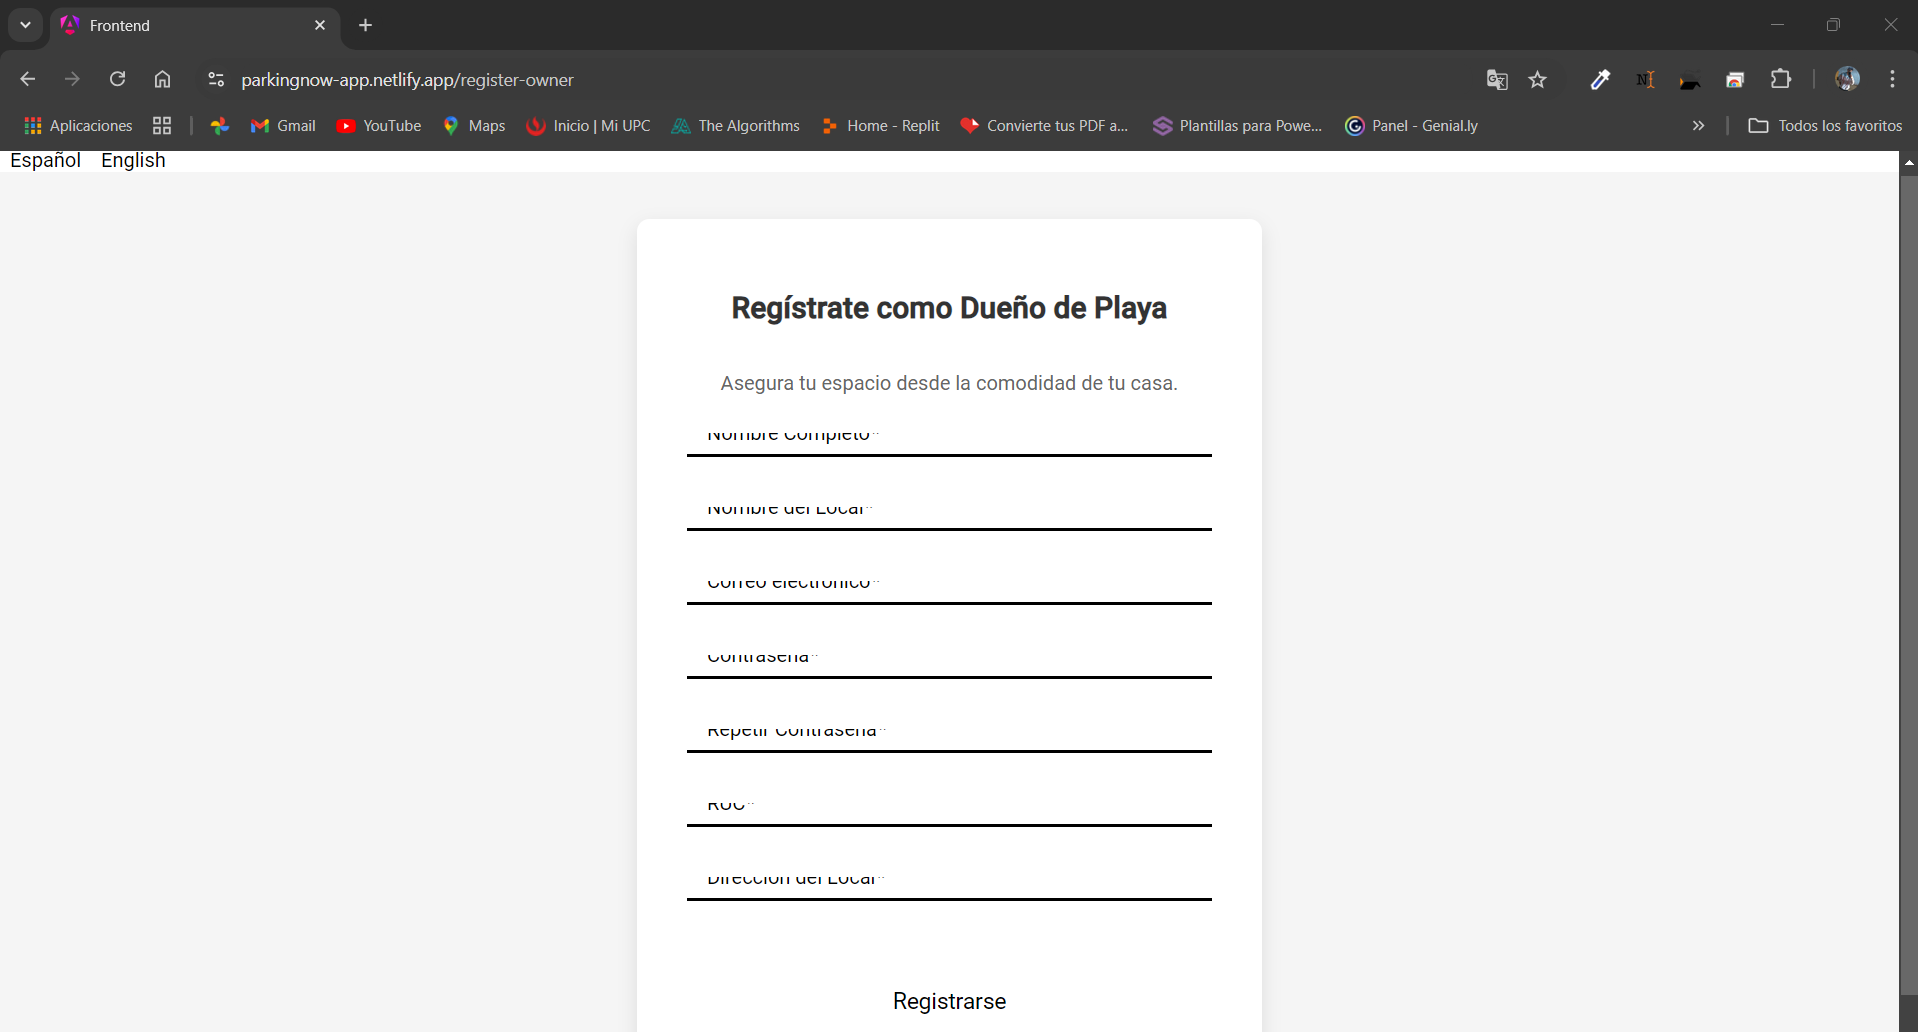 Frontend
parkingnow-app.netlify.app/register-owner
Aplicaciones
Gmail
YouTube
Maps
Inicio | Mi UPC
The Algorithms
Home - Replit
Convierte tus PDF a...
Plantillas para Powe...
Panel - Genial.ly
Todos los favoritos
Español English
Regístrate como Dueño de Playa
Asegura tu espacio desde la comodidad de tu casa.
Nombre Completo*
Nombre del Local*
Correo electrónico*
Contraseña*
Repetir Contraseña*
RUC*
Dirección del Local*
Registrarse